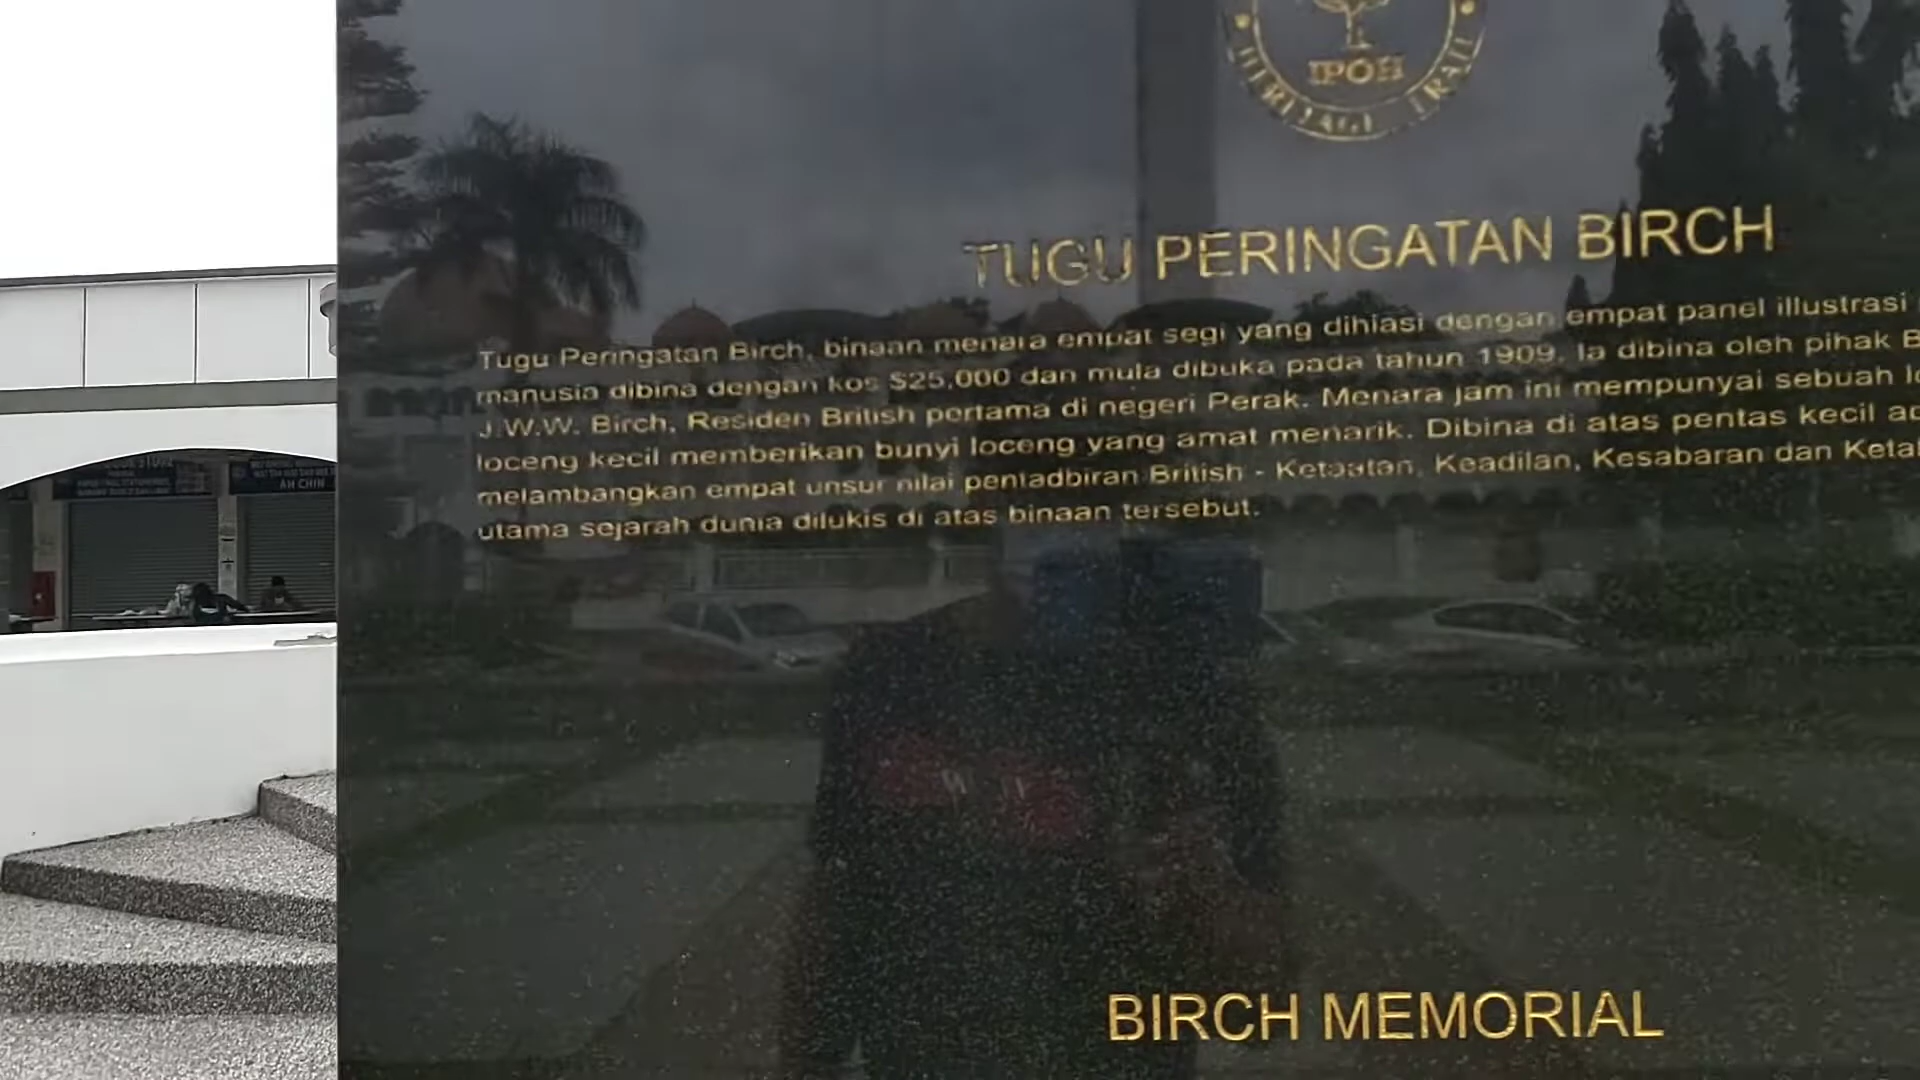 IPOH
HERITAGE TRAIL
TUGU PERINGATAN BIRCH
Tugu Peringatan Birch, binaan menara empat segi yang dihiasi dengan empat panel illustrasi
manusia dibina dengan kos $25,000 dan mula dibuka pada tahun 1909. Ia dibina oleh pihak B
J.W.W. Birch, Residen British pertama di negeri Perak. Menara jam ini mempunyai sebuah lo
loceng kecil memberikan bunyi loceng yang amat menarik. Dibina di atas pentas kecil ad
melambangkan empat unsur nilai pentadbiran British - Ketaatan, Keadilan, Kesabaran dan Ketab
utama sejarah dunia dilukis di atas binaan tersebut.
BIRCH MEMORIAL
AH CHIN